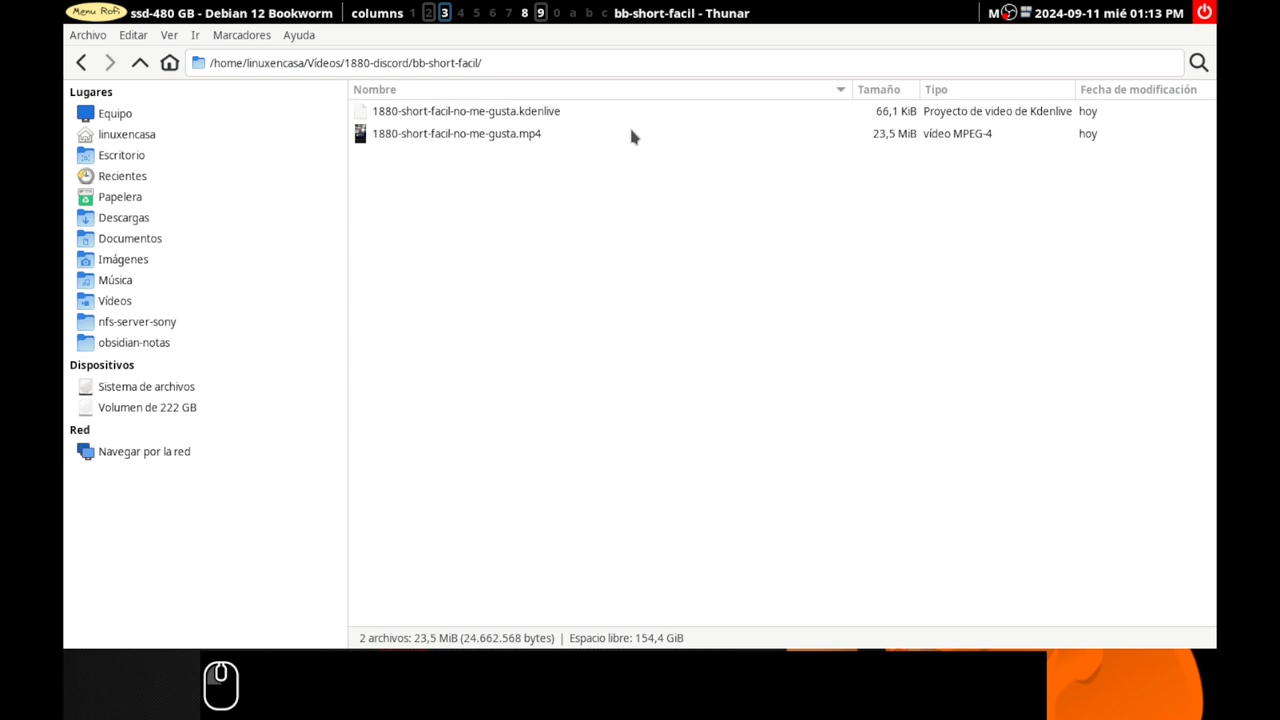 Menu Rofi ssd-480 GB - Debian 12 Bookworm columns 1 2 3 4 5 6 7 8 9 0 a b c bb-short-facil - Thunar M 2024-09-11 mié 01:13 PM
Archivo Editar Ver Ir Marcadores Ayuda
/home/linuxencasa/Vídeos/1880-discord/bb-short-facil/
Lugares
Equipo
linuxencasa
Escritorio
Recientes
Papelera
Descargas
Documentos
Imágenes
Música
Vídeos
nfs-server-sony
obsidian-notas
Dispositivos
Sistema de archivos
Volumen de 222 GB
Red
Navegar por la red
Nombre Tamaño Tipo Fecha de modificación
1880-short-facil-no-me-gusta.kdenlive 66,1 KiB Proyecto de video de Kdenlive hoy
1880-short-facil-no-me-gusta.mp4 23,5 MiB vídeo MPEG-4 hoy
2 archivos: 23,5 MiB (24.662.568 bytes) | Espacio libre: 154,4 GiB